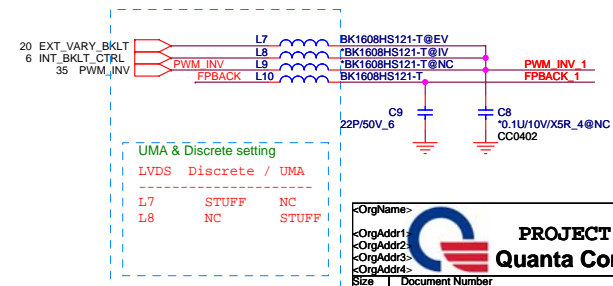 20 EXT_VARY_BKLT L7 BK1608HS121-T@EV
6 INT_BKLT_CTRL L8 *BK1608HS121-T@IV
35 PWM_INV PWM_INV L9 *BK1608HS121-T@NC PWM_INV_1
FPBACK L10 BK1608HS121-T FPBACK_1
C9
22P/50V_6
C8
*0.1U/10V/X5R_4@NC
CC0402
UMA & Discrete setting
LVDS Discrete / UMA
---------------------
L7 STUFF NC
L8 NC STUFF
<OrgName>
<OrgAddr1>
<OrgAddr2>
<OrgAddr3>
<OrgAddr4>
PROJECT
Quanta Co
Size Document Number